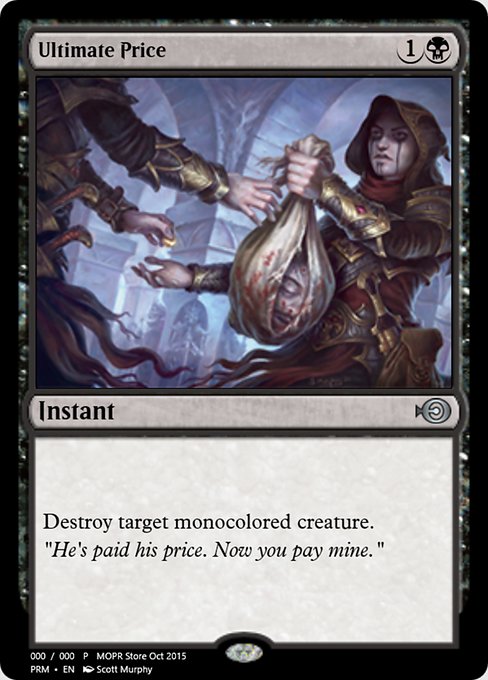 Ultimate Price 1
Instant
Destroy target monocolored creature.
"He's paid his price. Now you pay mine."
000 / 000 P MOPR Store Oct 2015
PRM • EN Scott Murphy